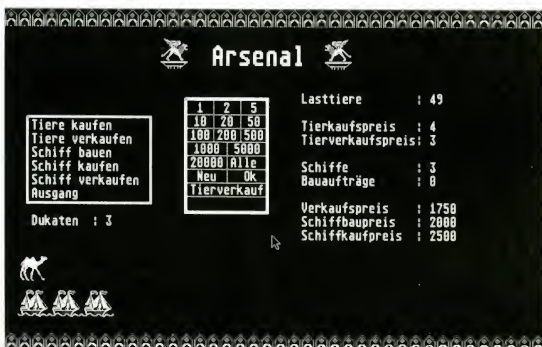 Arsenal
Tiere kaufen
Tiere verkaufen
Schiff bauen
Schiff kaufen
Schiff verkaufen
Ausgang
Dukaten : 3
1 2 5
10 20 50
100 200 500
1000 5000
20000 Alle
Neu Ok
Tierverkauf
Lasttiere : 49
Tierkaufspreis : 4
Tierverkaufspreis: 3
Schiffe : 3
Bauaufträge : 0
Verkaufspreis : 1750
Schiffbaupreis : 2000
Schiffkaufpreis : 2500